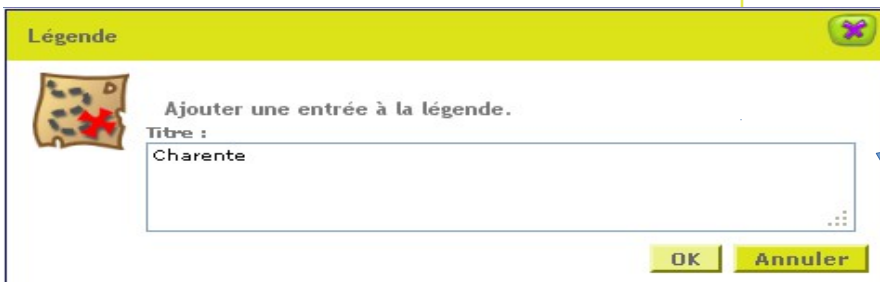 Légende
Ajouter une entrée à la légende.
Titre :
Charente
OK Annuler